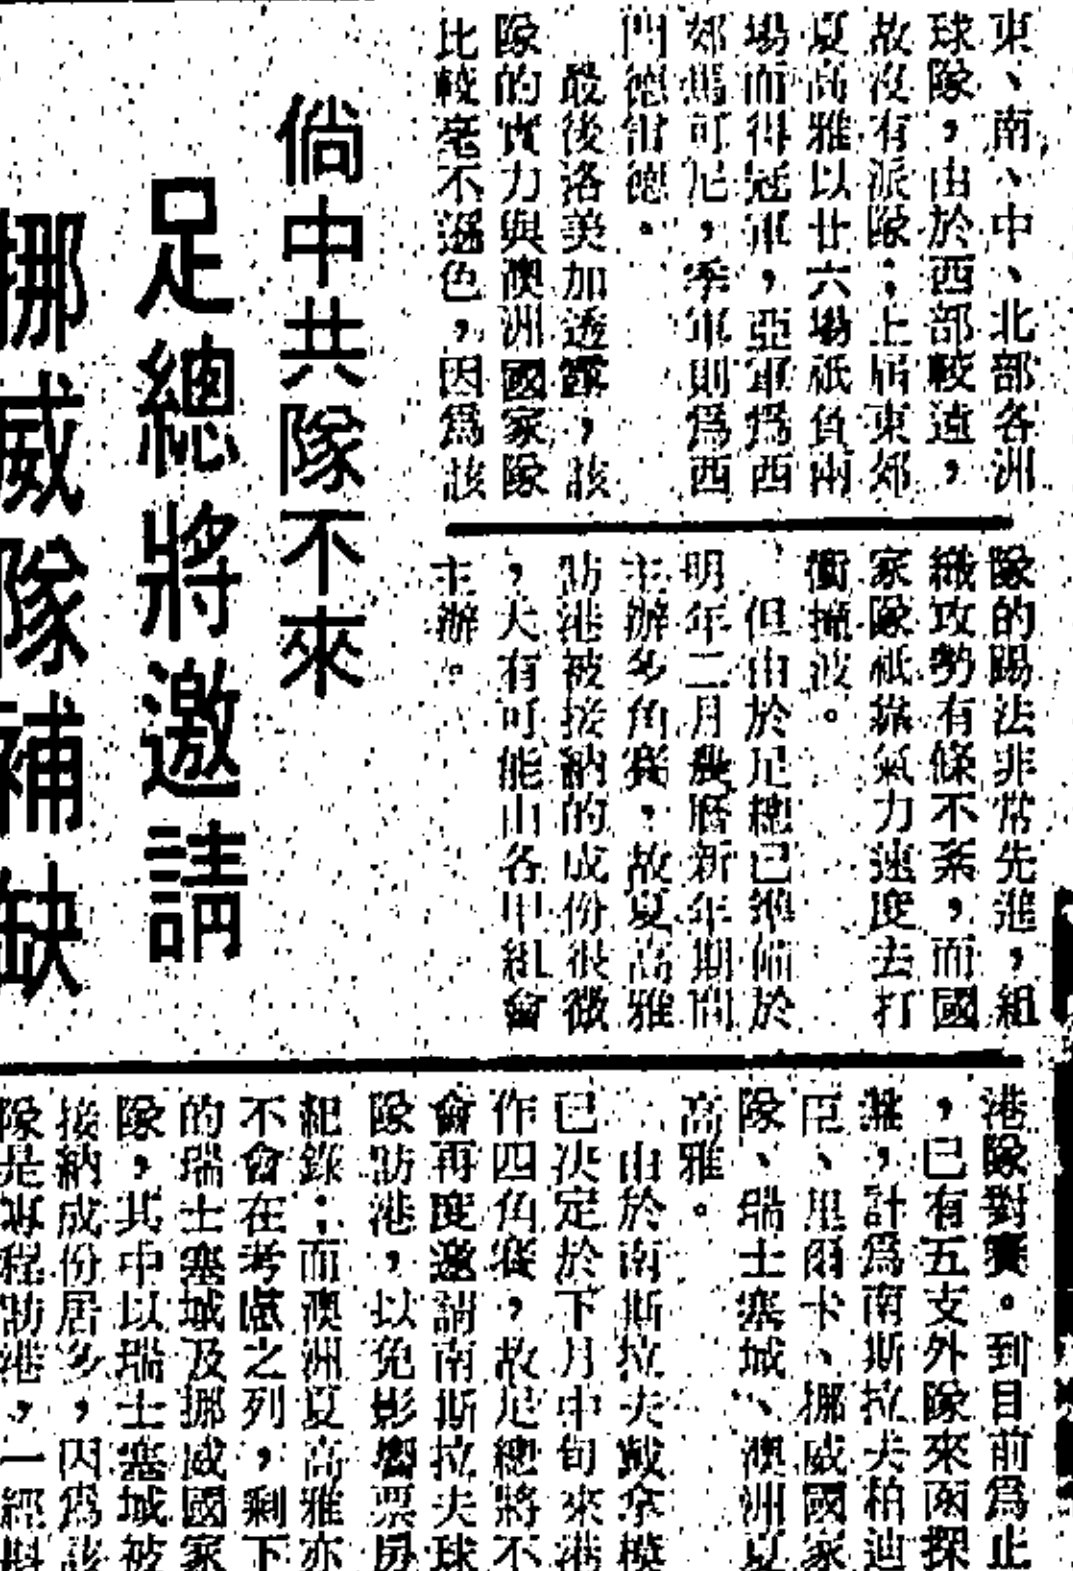 東、南、中、北部各洲
球隊，由於西部較遠，
故沒有派隊；上屆東郊
夏高雅以廿六場祇負兩
場而得冠軍，亞軍爲西
郊馬可尼，季軍則爲西
門德雷德。
最後洛美加透露，該
隊的實力與澳洲國家隊
比較毫不遜色，因爲該
隊的踢法非常先進，組
織攻勢有條不紊，而國
家隊祇靠氣力速度去打
衝擁波。
但由於足總已準備於
明年二月農曆新年期間
主辦多角賽，故夏高雅
訪港被接納的成份很微
，大有可能由各甲組會
主辦。
倘中共隊不來
足總將邀請
挪威隊補缺
港隊對賽。到目前爲止
，已有五支外隊來函探
計爲南斯拉夫柏迪
臣、里爾卡、挪威國家
隊、瑞士塞城、澳洲夏
高雅。
由於南斯拉夫戴拿模
已決定於下月中旬來港
作四角賽，故足總將不
會再度邀請南斯拉夫球
隊訪港，以免影響票房
紀錄；而澳洲夏高雅亦
不會在考慮之列，剩下
的瑞士塞城及挪威國家
隊，其中以瑞士塞城被
接納成份居多，因爲該
隊是專程訪港，一經